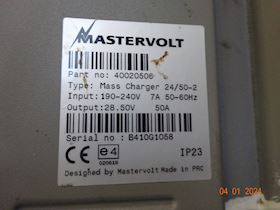 MASTERVOLT
Part no: 40020506
Type: Mass Charger 24/50-2
Input: 190-240V 7A 50-60Hz
Output: 28.50V 50A
Serial no : B410G1058
CE e4 IP23
020618
Designed by Mastervolt Made in PRC
04 01 2024